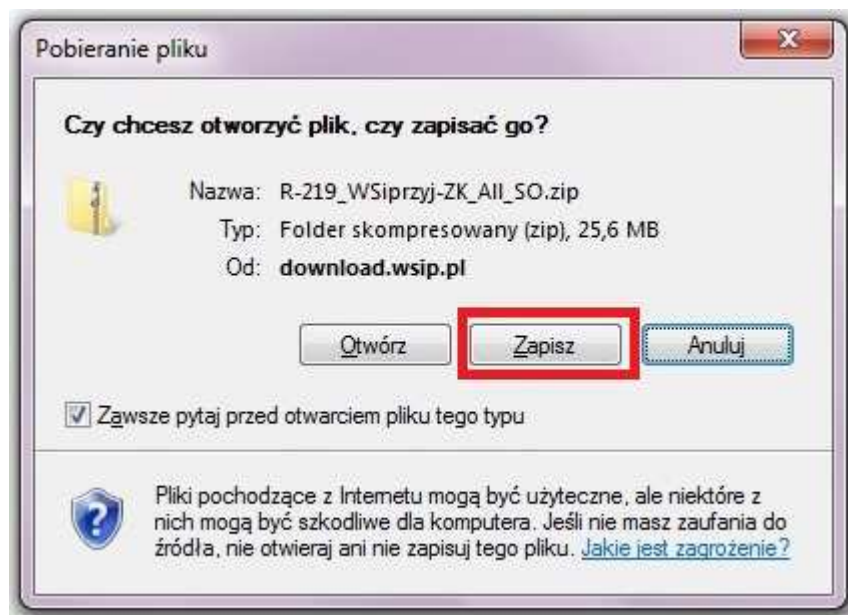 Pobieranie pliku
Czy chcesz otworzyć plik, czy zapisać go?
Nazwa: R-219_WSiprzyj-ZK_AII_SO.zip
Typ: Folder skompresowany (zip), 25,6 MB
Od: download.wsip.pl
Otwórz Zapisz Anuluj
Zawsze pytaj przed otwarciem pliku tego typu
Pliki pochodzące z Internetu mogą być użyteczne, ale niektóre z
nich mogą być szkodliwe dla komputera. Jeśli nie masz zaufania do
źródła, nie otwieraj ani nie zapisuj tego pliku. Jakie jest zagrożenie?